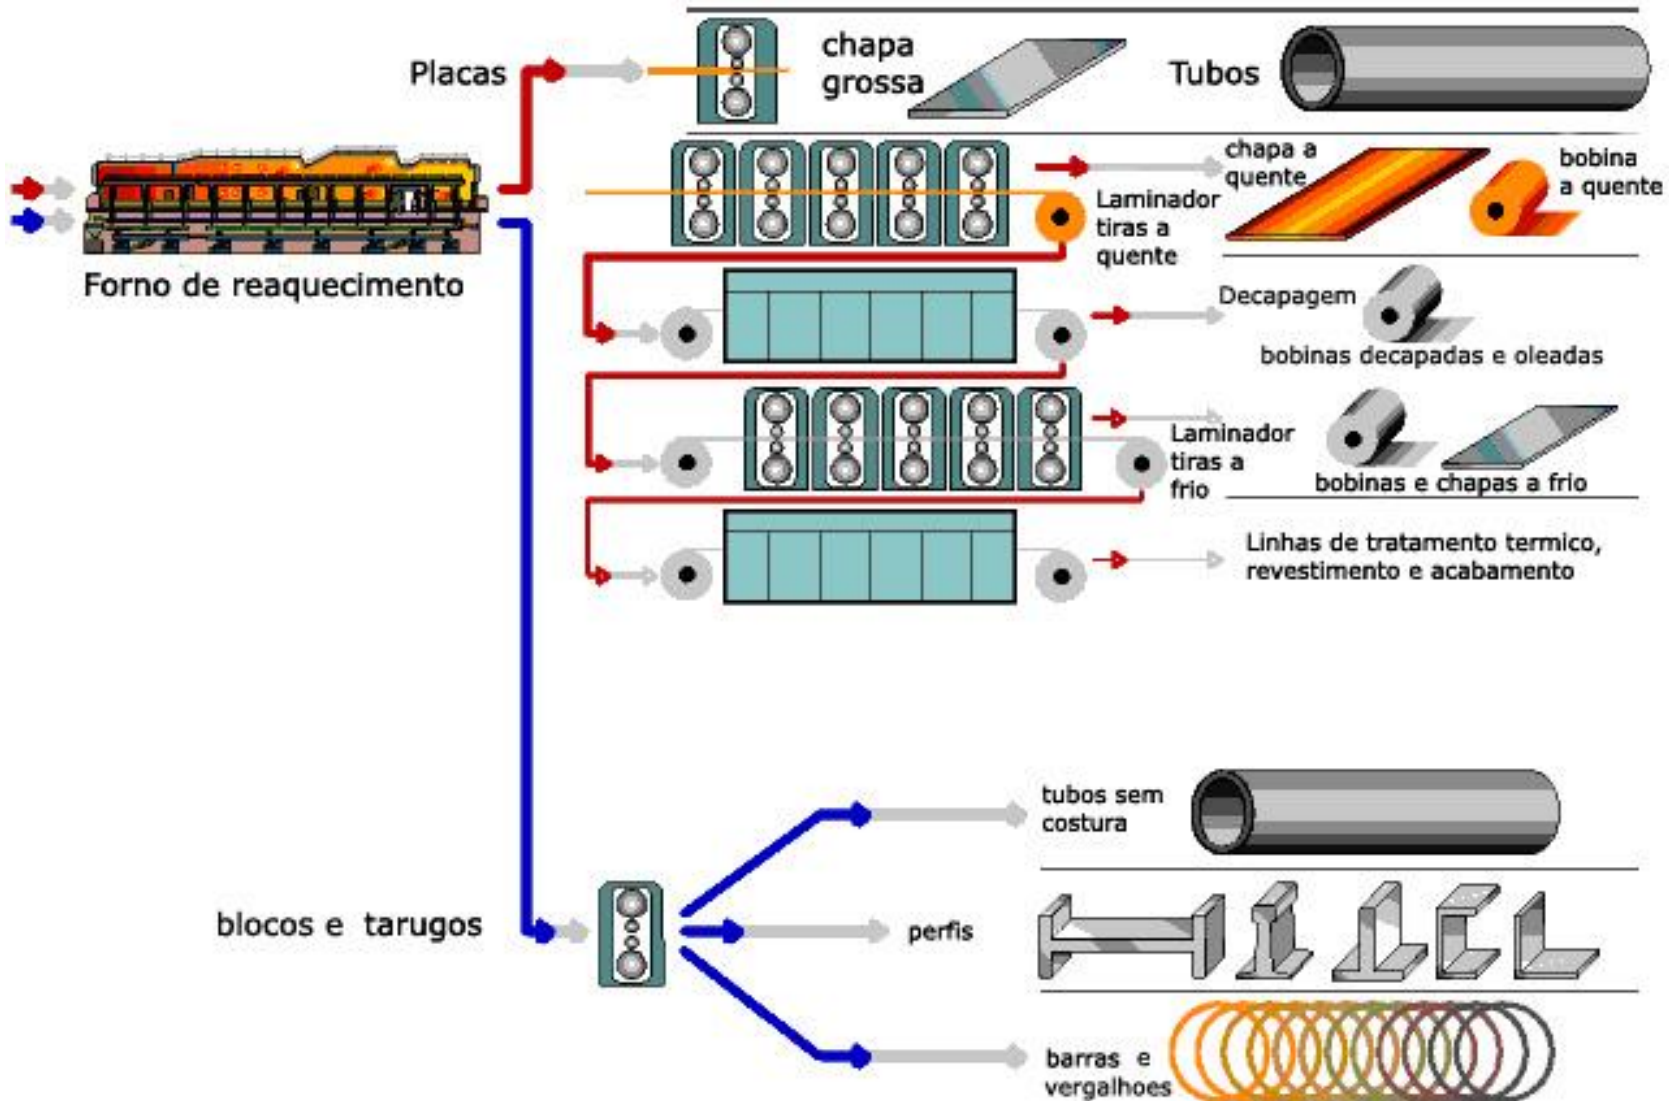 Placas
chapa
grossa
Tubos
Forno de reaquecimento
Laminador
tiras a
quente
chapa a
quente
bobina
a quente
Decapagem
bobinas decapadas e oleadas
Laminador
tiras a
frio
bobinas e chapas a frio
Linhas de tratamento termico,
revestimento e acabamento
blocos e tarugos
tubos sem
costura
perfis
barras e
vergalhoes